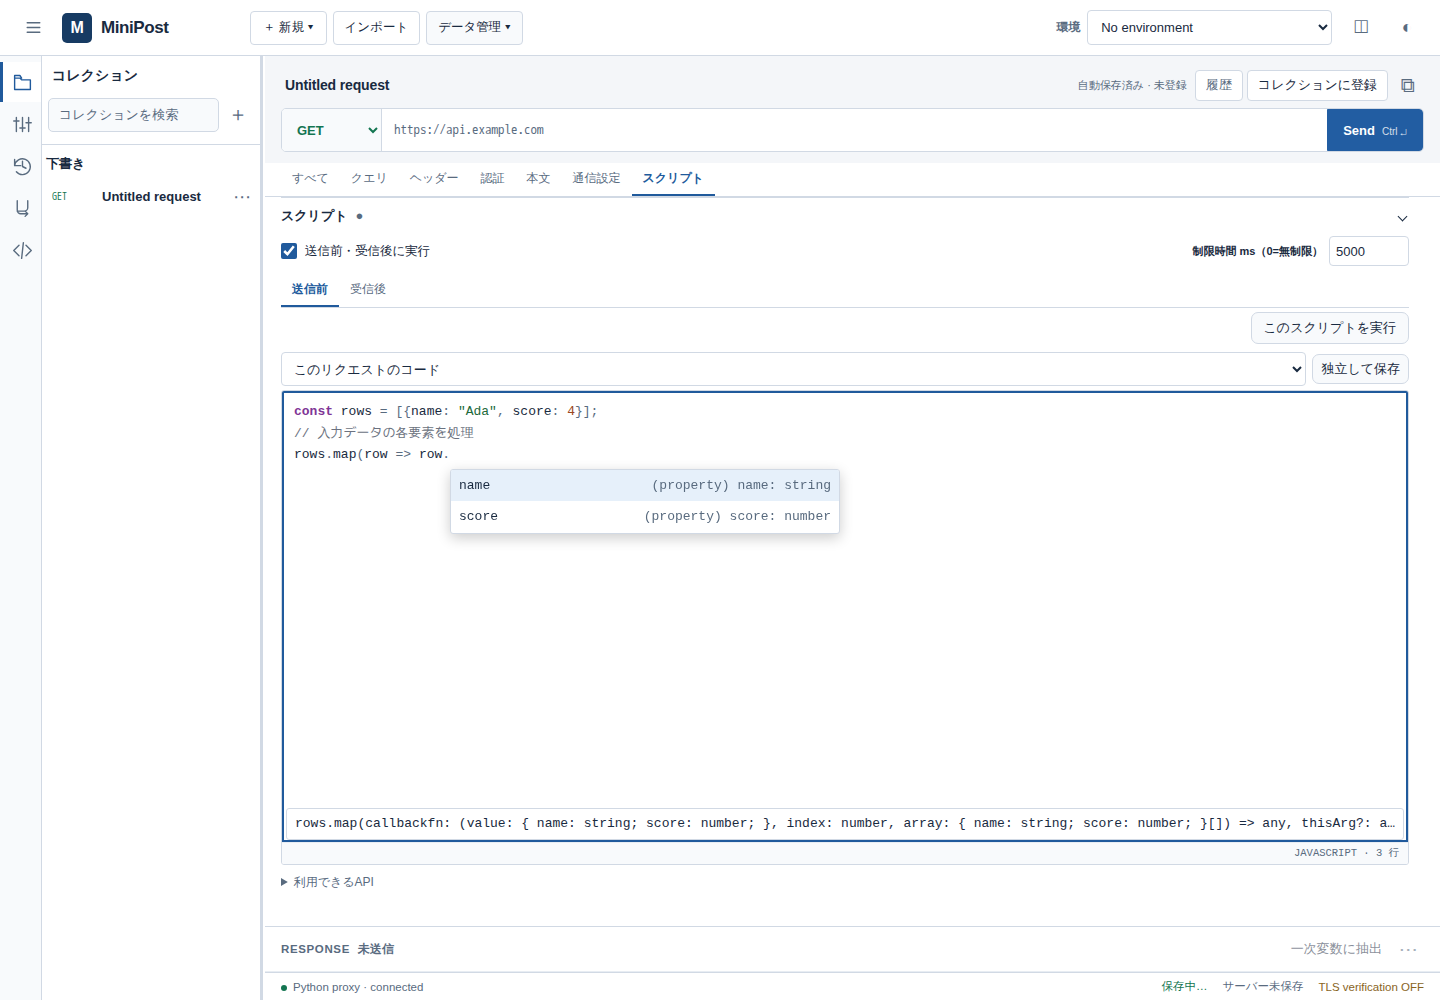 M MiniPost ＋ 新規 ▾ インポート データ管理 ▾ 環境 No environment
コレクション
コレクションを検索 ＋
下書き
GET Untitled request ···
Untitled request 自動保存済み · 未登録 履歴 コレクションに登録
GET https://api.example.com Send Ctrl ↵
すべて クエリ ヘッダー 認証 本文 通信設定 スクリプト
スクリプト ●
送信前・受信後に実行 制限時間 ms（0=無制限） 5000
送信前 受信後
このスクリプトを実行
このリクエストのコード 独立して保存
const rows = [{name: "Ada", score: 4}];
// 入力データの各要素を処理
rows.map(row => row.
name (property) name: string
score (property) score: number
rows.map(callbackfn: (value: { name: string; score: number; }, index: number, array: { name: string; score: number; }[]) => any, thisArg?: a…
JAVASCRIPT · 3 行
▶ 利用できるAPI
RESPONSE 未送信 一次変数に抽出 ···
● Python proxy · connected 保存中… サーバー未保存 TLS verification OFF